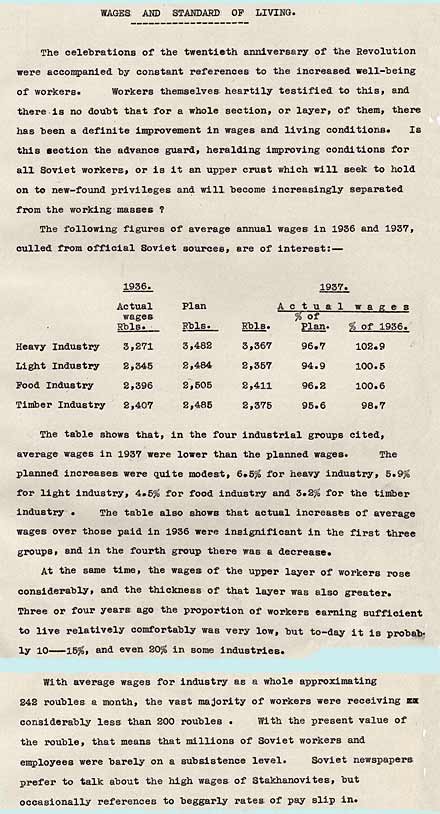 WAGES AND STANDARD OF LIVING.
The celebrations of the twentieth anniversary of the Revolution
were accompanied by constant references to the increased well-being
of workers. Workers themselves heartily testified to this, and
there is no doubt that for a whole section, or layer, of them, there
has been a definite improvement in wages and living conditions. Is
this section the advance guard, heralding improving conditions for
all Soviet workers, or is it an upper crust which will seek to hold
on to new-found privileges and will become increasingly separated
from the working masses ?
The following figures of average annual wages in 1936 and 1937,
culled from official Soviet sources, are of interest:—
1936. 1937.
Actual Plan Actual wages
wages % of
Rbls. Rbls. Rbls. Plan. % of 1936.
Heavy Industry 3,271 3,482 3,367 96.7 102.9
Light Industry 2,345 2,484 2,357 94.9 100.5
Food Industry 2,396 2,505 2,411 96.2 100.6
Timber Industry 2,407 2,485 2,375 95.6 98.7
The table shows that, in the four industrial groups cited,
average wages in 1937 were lower than the planned wages. The
planned increases were quite modest, 6.5% for heavy industry, 5.9%
for light industry, 4.5% for food industry and 3.2% for the timber
industry. The table also shows that actual increases of average
wages over those paid in 1936 were insignificant in the first three
groups, and in the fourth group there was a decrease.
At the same time, the wages of the upper layer of workers rose
considerably, and the thickness of that layer was also greater.
Three or four years ago the proportion of workers earning sufficient
to live relatively comfortably was very low, but to-day it is probab-
ly 10--15%, and even 20% in some industries.
With average wages for industry as a whole approximating
242 roubles a month, the vast majority of workers were receiving xx
considerably less than 200 roubles . With the present value of
the rouble, that means that millions of Soviet workers and
employees were barely on a subsistence level. Soviet newspapers
prefer to talk about the high wages of Stakhanovites, but
occasionally references to beggarly rates of pay slip in.